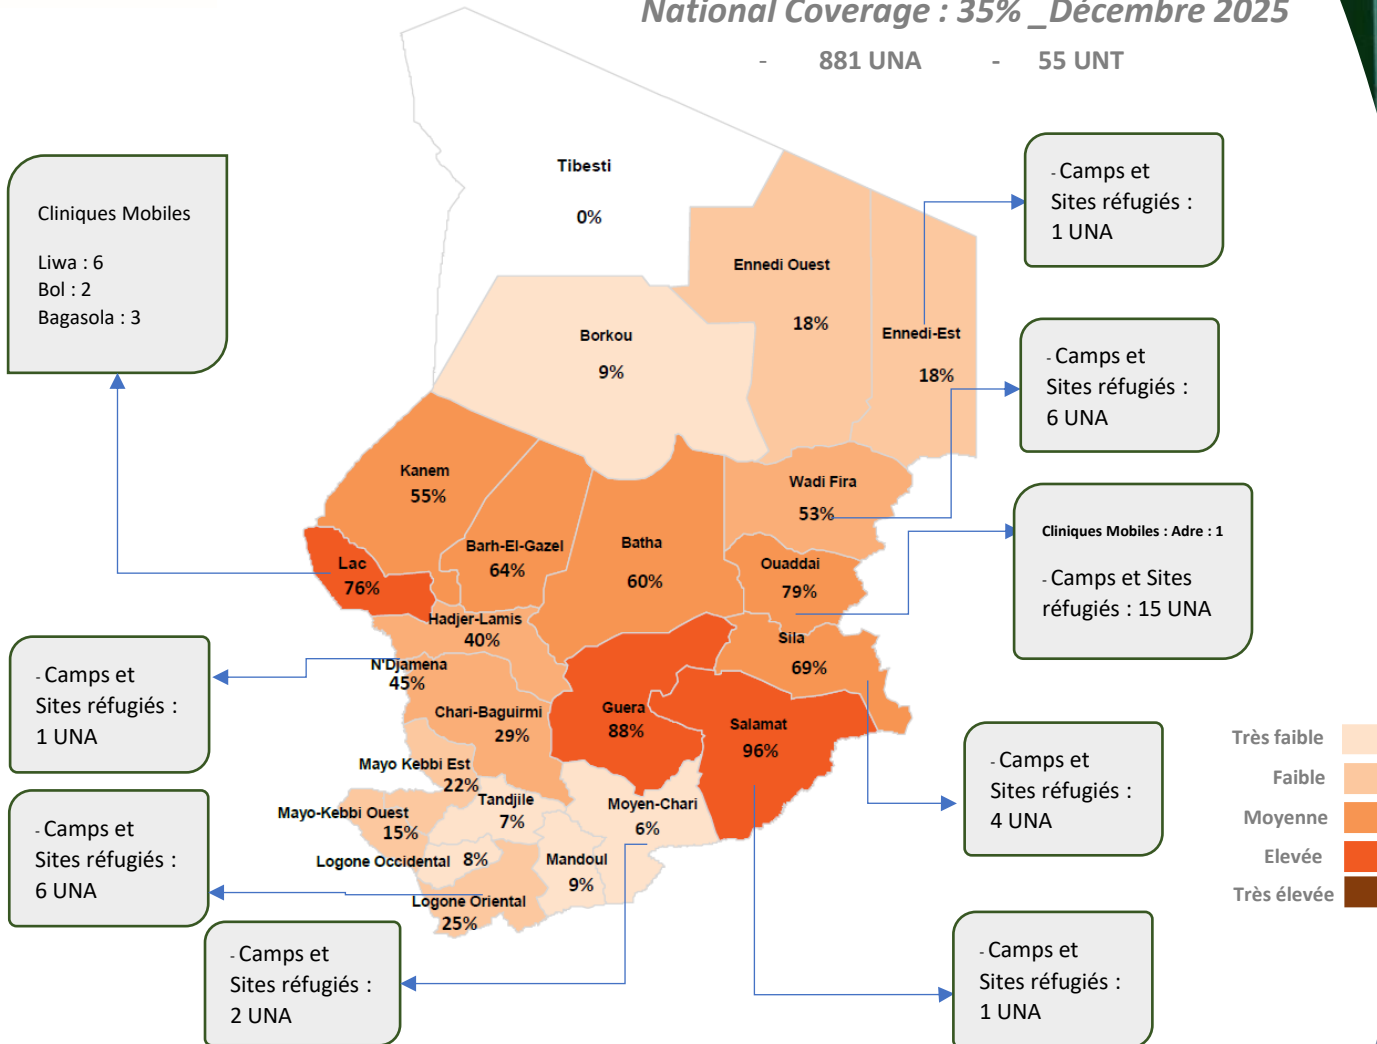 National Coverage : 35% _Décembre 2025
- 881 UNA - 55 UNT
Cliniques Mobiles
Liwa : 6
Bol : 2
Bagasola : 3
Tibesti
0%
- Camps et
Sites réfugiés :
1 UNA
Ennedi Ouest
18%
Ennedi-Est
18%
Borkou
9%
- Camps et
Sites réfugiés :
6 UNA
Kanem
55%
Wadi Fira
53%
Barh-El-Gazel
64%
Batha
60%
Ouaddai
79%
Cliniques Mobiles : Adre : 1
- Camps et Sites
réfugiés : 15 UNA
Lac
76%
Hadjer-Lamis
40%
Sila
69%
- Camps et
Sites réfugiés :
1 UNA
N'Djamena
45%
Chari-Baguirmi
29%
Guera
88%
Salamat
96%
Mayo Kebbi Est
22%
- Camps et
Sites réfugiés :
4 UNA
Très faible
Faible
Moyenne
Elevée
Très élevée
Mayo-Kebbi Ouest
15%
Tandjile
7%
Moyen-Chari
6%
- Camps et
Sites réfugiés :
6 UNA
Logone Occidental 8%
Mandoul
9%
Logone Oriental
25%
- Camps et
Sites réfugiés :
2 UNA
- Camps et
Sites réfugiés :
1 UNA